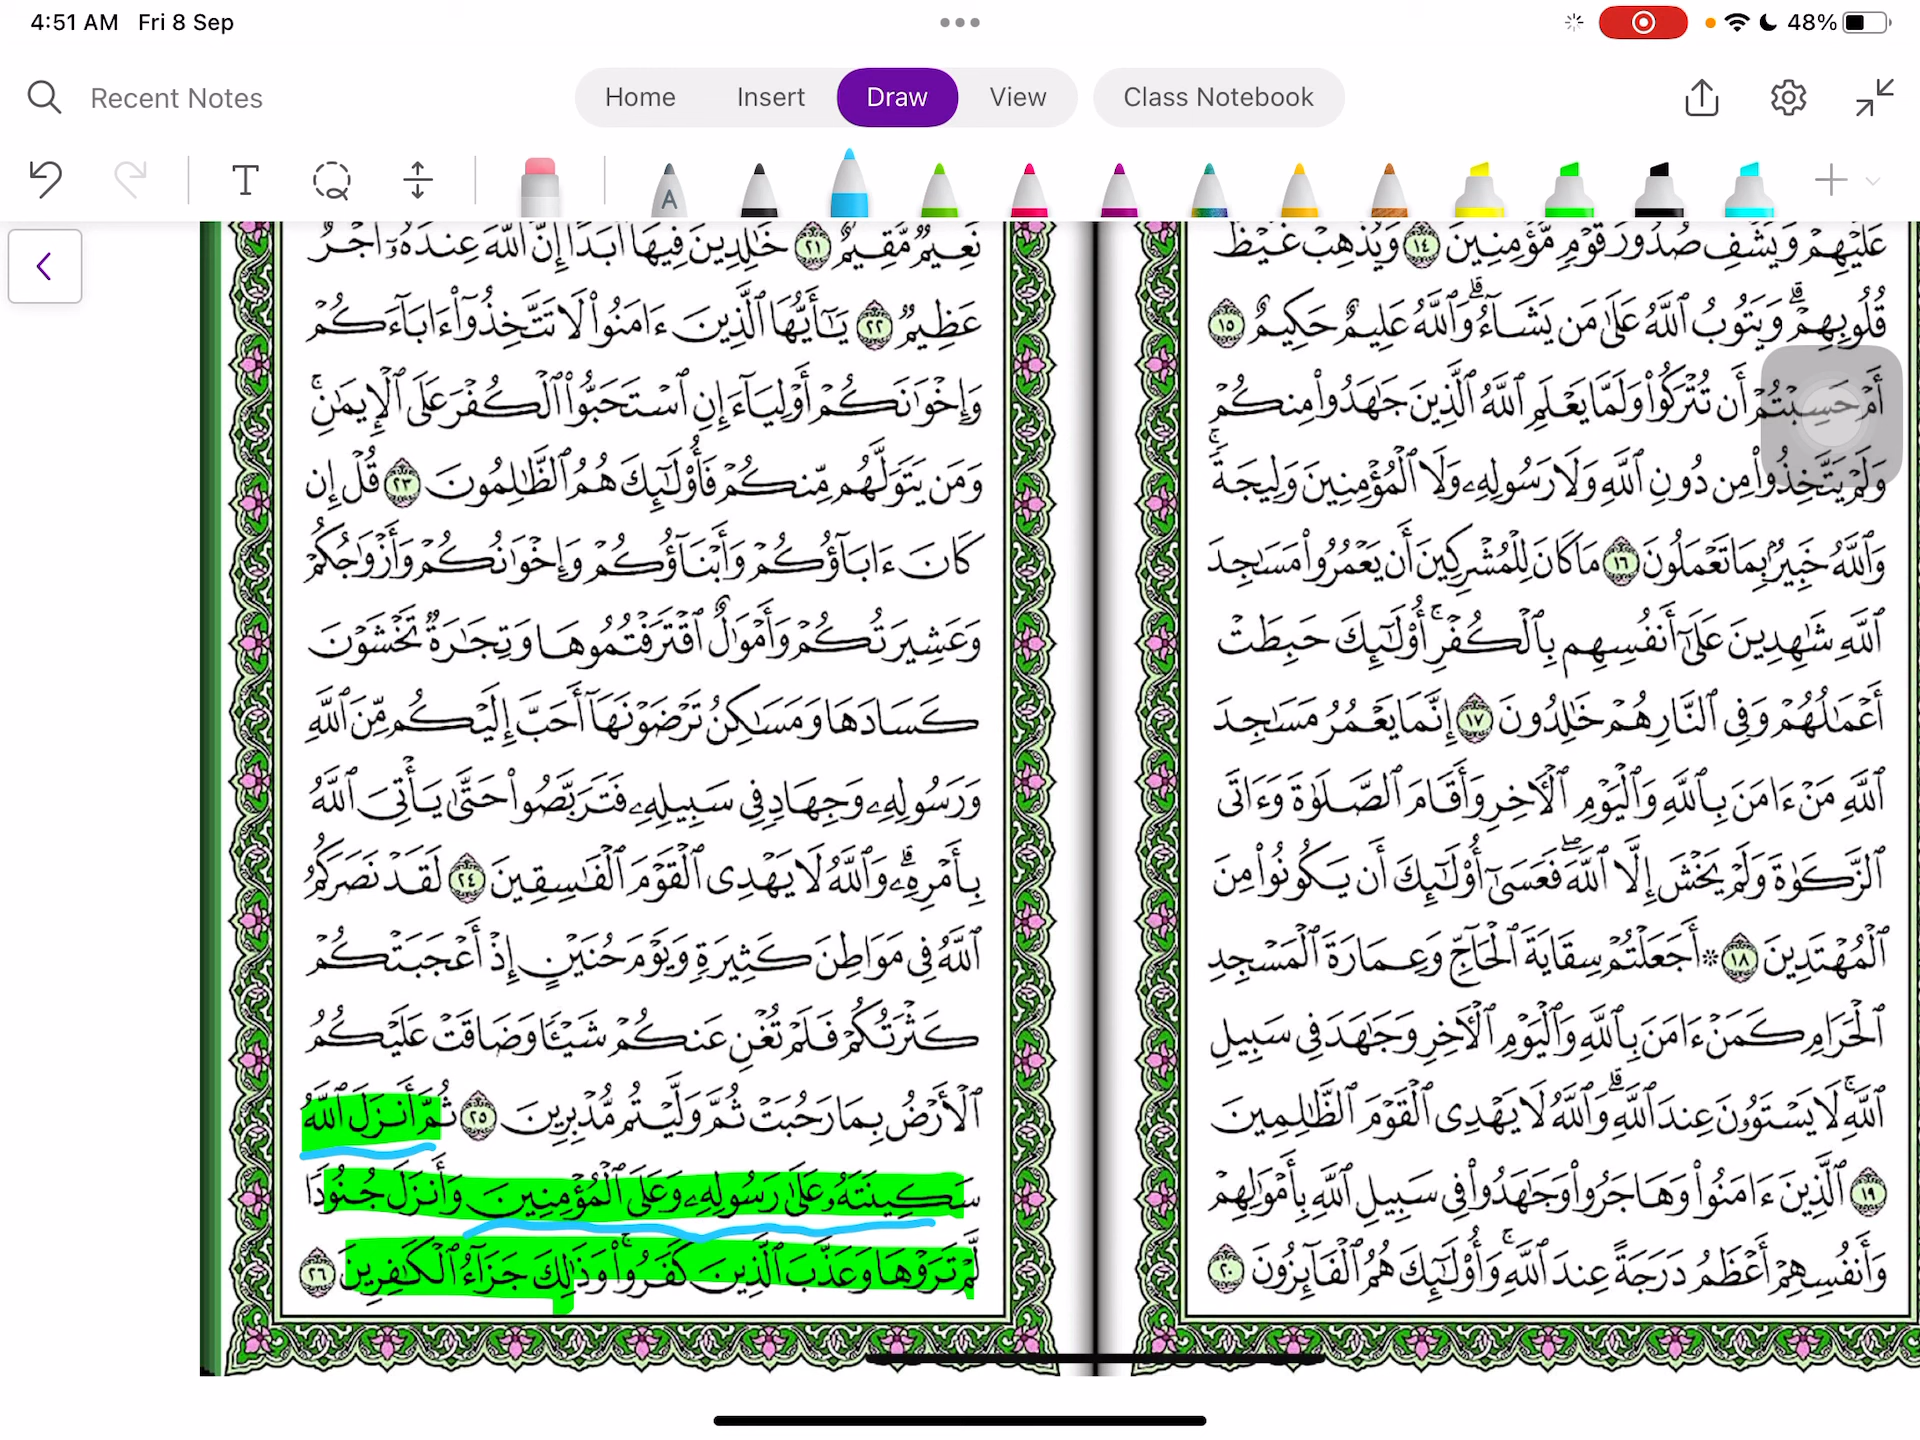 4:51 AM Fri 8 Sep
48%
Recent Notes
Home Insert Draw View Class Notebook
T
A
عَلَيْهِمْ وَيَشْفِ صُدُورَ قَوْمٍ مُّؤْمِنِينَ ١٤ وَيُذْهِبْ غَيْظَ
قُلُوبِهِمْۗ وَيَتُوبُ ٱللَّهُ عَلَىٰ مَن يَشَآءُۗ وَٱللَّهُ عَلِيمٌ حَكِيمٌ ١٥
أَمْ حَسِبْتُمْ أَن تُتْرَكُوا۟ وَلَمَّا يَعْلَمِ ٱللَّهُ ٱلَّذِينَ جَٰهَدُوا۟ مِنكُمْ
وَلَمْ يَتَّخِذُوا۟ مِن دُونِ ٱللَّهِ وَلَا رَسُولِهِۦ وَلَا ٱلْمُؤْمِنِينَ وَلِيجَةًۚ
وَٱللَّهُ خَبِيرٌۢ بِمَا تَعْمَلُونَ ١٦ مَا كَانَ لِلْمُشْرِكِينَ أَن يَعْمُرُوا۟ مَسَٰجِدَ
ٱللَّهِ شَٰهِدِينَ عَلَىٰٓ أَنفُسِهِم بِٱلْكُفْرِۚ أُو۟لَٰٓئِكَ حَبِطَتْ
أَعْمَٰلُهُمْ وَفِى ٱلنَّارِ هُمْ خَٰلِدُونَ ١٧ إِنَّمَا يَعْمُرُ مَسَٰجِدَ
ٱللَّهِ مَنْ ءَامَنَ بِٱللَّهِ وَٱلْيَوْمِ ٱلْءَاخِرِ وَأَقَامَ ٱلصَّلَوٰةَ وَءَاتَى
ٱلزَّكَوٰةَ وَلَمْ يَخْشَ إِلَّا ٱللَّهَۖ فَعَسَىٰٓ أُو۟لَٰٓئِكَ أَن يَكُونُوا۟ مِنَ
ٱلْمُهْتَدِينَ ١٨ ۞ أَجَعَلْتُمْ سِقَايَةَ ٱلْحَآجِّ وَعِمَارَةَ ٱلْمَسْجِدِ
ٱلْحَرَامِ كَمَنْ ءَامَنَ بِٱللَّهِ وَٱلْيَوْمِ ٱلْءَاخِرِ وَجَٰهَدَ فِى سَبِيلِ
ٱللَّهِۚ لَا يَسْتَوُۥنَ عِندَ ٱللَّهِۗ وَٱللَّهُ لَا يَهْدِى ٱلْقَوْمَ ٱلظَّٰلِمِينَ
١٩ ٱلَّذِينَ ءَامَنُوا۟ وَهَاجَرُوا۟ وَجَٰهَدُوا۟ فِى سَبِيلِ ٱللَّهِ بِأَمْوَٰلِهِمْ
وَأَنفُسِهِمْ أَعْظَمُ دَرَجَةً عِندَ ٱللَّهِۚ وَأُو۟لَٰٓئِكَ هُمُ ٱلْفَآئِزُونَ ٢٠
نَعِيمٌ مُّقِيمٌ ٢١ خَٰلِدِينَ فِيهَآ أَبَدًا إِنَّ ٱللَّهَ عِندَهُۥٓ أَجْرٌ
عَظِيمٌ ٢٢ يَٰٓأَيُّهَا ٱلَّذِينَ ءَامَنُوا۟ لَا تَتَّخِذُوٓا۟ ءَابَآءَكُمْ
وَإِخْوَٰنَكُمْ أَوْلِيَآءَ إِنِ ٱسْتَحَبُّوا۟ ٱلْكُفْرَ عَلَى ٱلْإِيمَٰنِۚ
وَمَن يَتَوَلَّهُم مِّنكُمْ فَأُو۟لَٰٓئِكَ هُمُ ٱلظَّٰلِمُونَ ٢٣ قُلْ إِن
كَانَ ءَابَآؤُكُمْ وَأَبْنَآؤُكُمْ وَإِخْوَٰنُكُمْ وَأَزْوَٰجُكُمْ
وَعَشِيرَتُكُمْ وَأَمْوَٰلٌ ٱقْتَرَفْتُمُوهَا وَتِجَٰرَةٌ تَخْشَوْنَ
كَسَادَهَا وَمَسَٰكِنُ تَرْضَوْنَهَآ أَحَبَّ إِلَيْكُم مِّنَ ٱللَّهِ
وَرَسُولِهِۦ وَجِهَادٍ فِى سَبِيلِهِۦ فَتَرَبَّصُوا۟ حَتَّىٰ يَأْتِىَ ٱللَّهُ
بِأَمْرِهِۦۗ وَٱللَّهُ لَا يَهْدِى ٱلْقَوْمَ ٱلْفَٰسِقِينَ ٢٤ لَقَدْ نَصَرَكُمُ
ٱللَّهُ فِى مَوَاطِنَ كَثِيرَةٍ وَيَوْمَ حُنَيْنٍ إِذْ أَعْجَبَتْكُمْ
كَثْرَتُكُمْ فَلَمْ تُغْنِ عَنكُمْ شَيْـًٔا وَضَاقَتْ عَلَيْكُمُ
ٱلْأَرْضُ بِمَا رَحُبَتْ ثُمَّ وَلَّيْتُم مُّدْبِرِينَ ٢٥ ثُمَّ أَنزَلَ ٱللَّهُ
سَكِينَتَهُۥ عَلَىٰ رَسُولِهِۦ وَعَلَى ٱلْمُؤْمِنِينَ وَأَنزَلَ جُنُودًا
لَّمْ تَرَوْهَا وَعَذَّبَ ٱلَّذِينَ كَفَرُوا۟ۚ وَذَٰلِكَ جَزَآءُ ٱلْكَٰفِرِينَ ٢٦